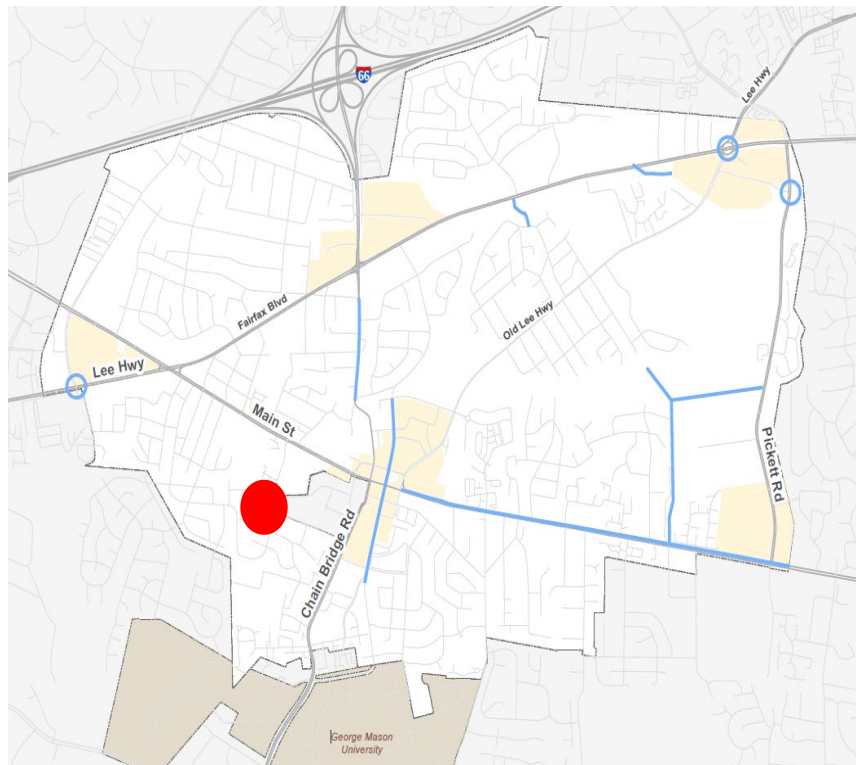 66
Lee Hwy
Fairfax Blvd
Old Lee Hwy
Lee Hwy
Main St
Pickett Rd
Chain Bridge Rd
George Mason
University